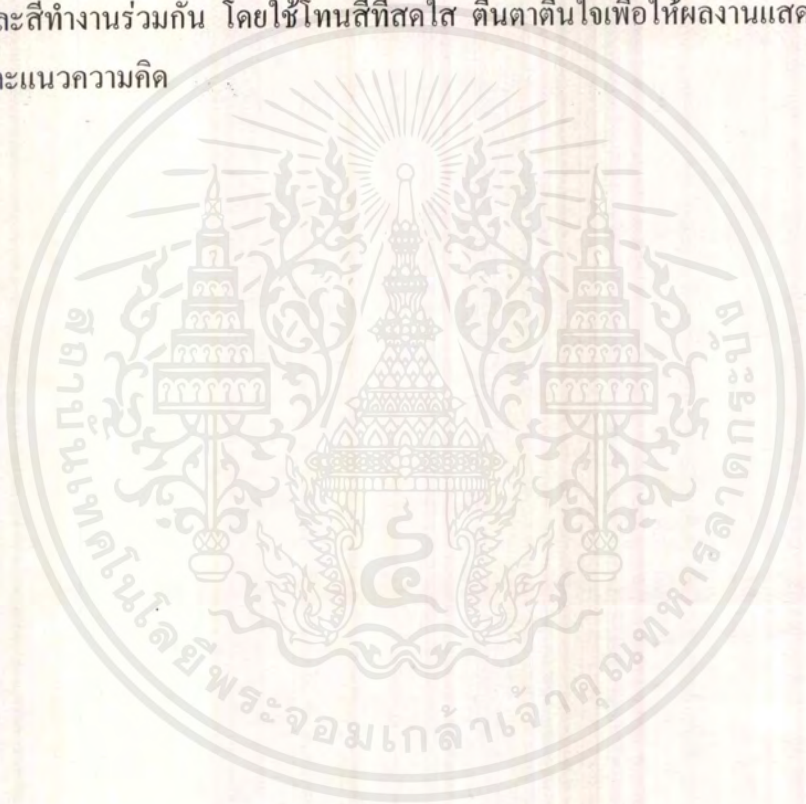 ละสีทำงานร่วมกัน โดยใช้โทนสีที่สดใส ตื่นตาตื่นใจเพื่อให้ผลงานแสด
ะแนวความคิด
สถาบันเทคโนโลยีพระจอมเกล้าเจ้าคุณทหารลาดกระบัง